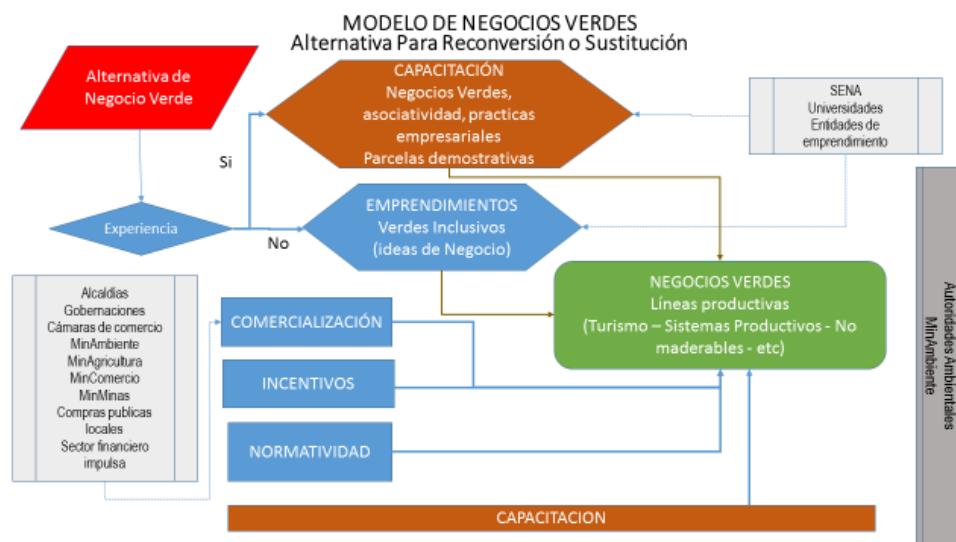 MODELO DE NEGOCIOS VERDES
Alternativa Para Reconversión o Sustitución
Alternativa de
Negocio Verde
CAPACITACIÓN
Negocios Verdes,
asociatividad, practicas
empresariales
Parcelas demostrativas
SENA
Universidades
Entidades de
emprendimiento
Si
Experiencia
No
EMPRENDIMIENTOS
Verdes Inclusivos
(ideas de Negocio)
NEGOCIOS VERDES
Líneas productivas
(Turismo – Sistemas Productivos - No
maderables - etc)
Autoridades Ambientales
MinAmbiente
Alcaldías
Gobernaciones
Cámaras de comercio
MinAmbiente
MinAgricultura
MinComercio
MinMinas
Compras publicas
locales
Sector financiero
impulsa
COMERCIALIZACIÓN
INCENTIVOS
NORMATIVIDAD
CAPACITACION